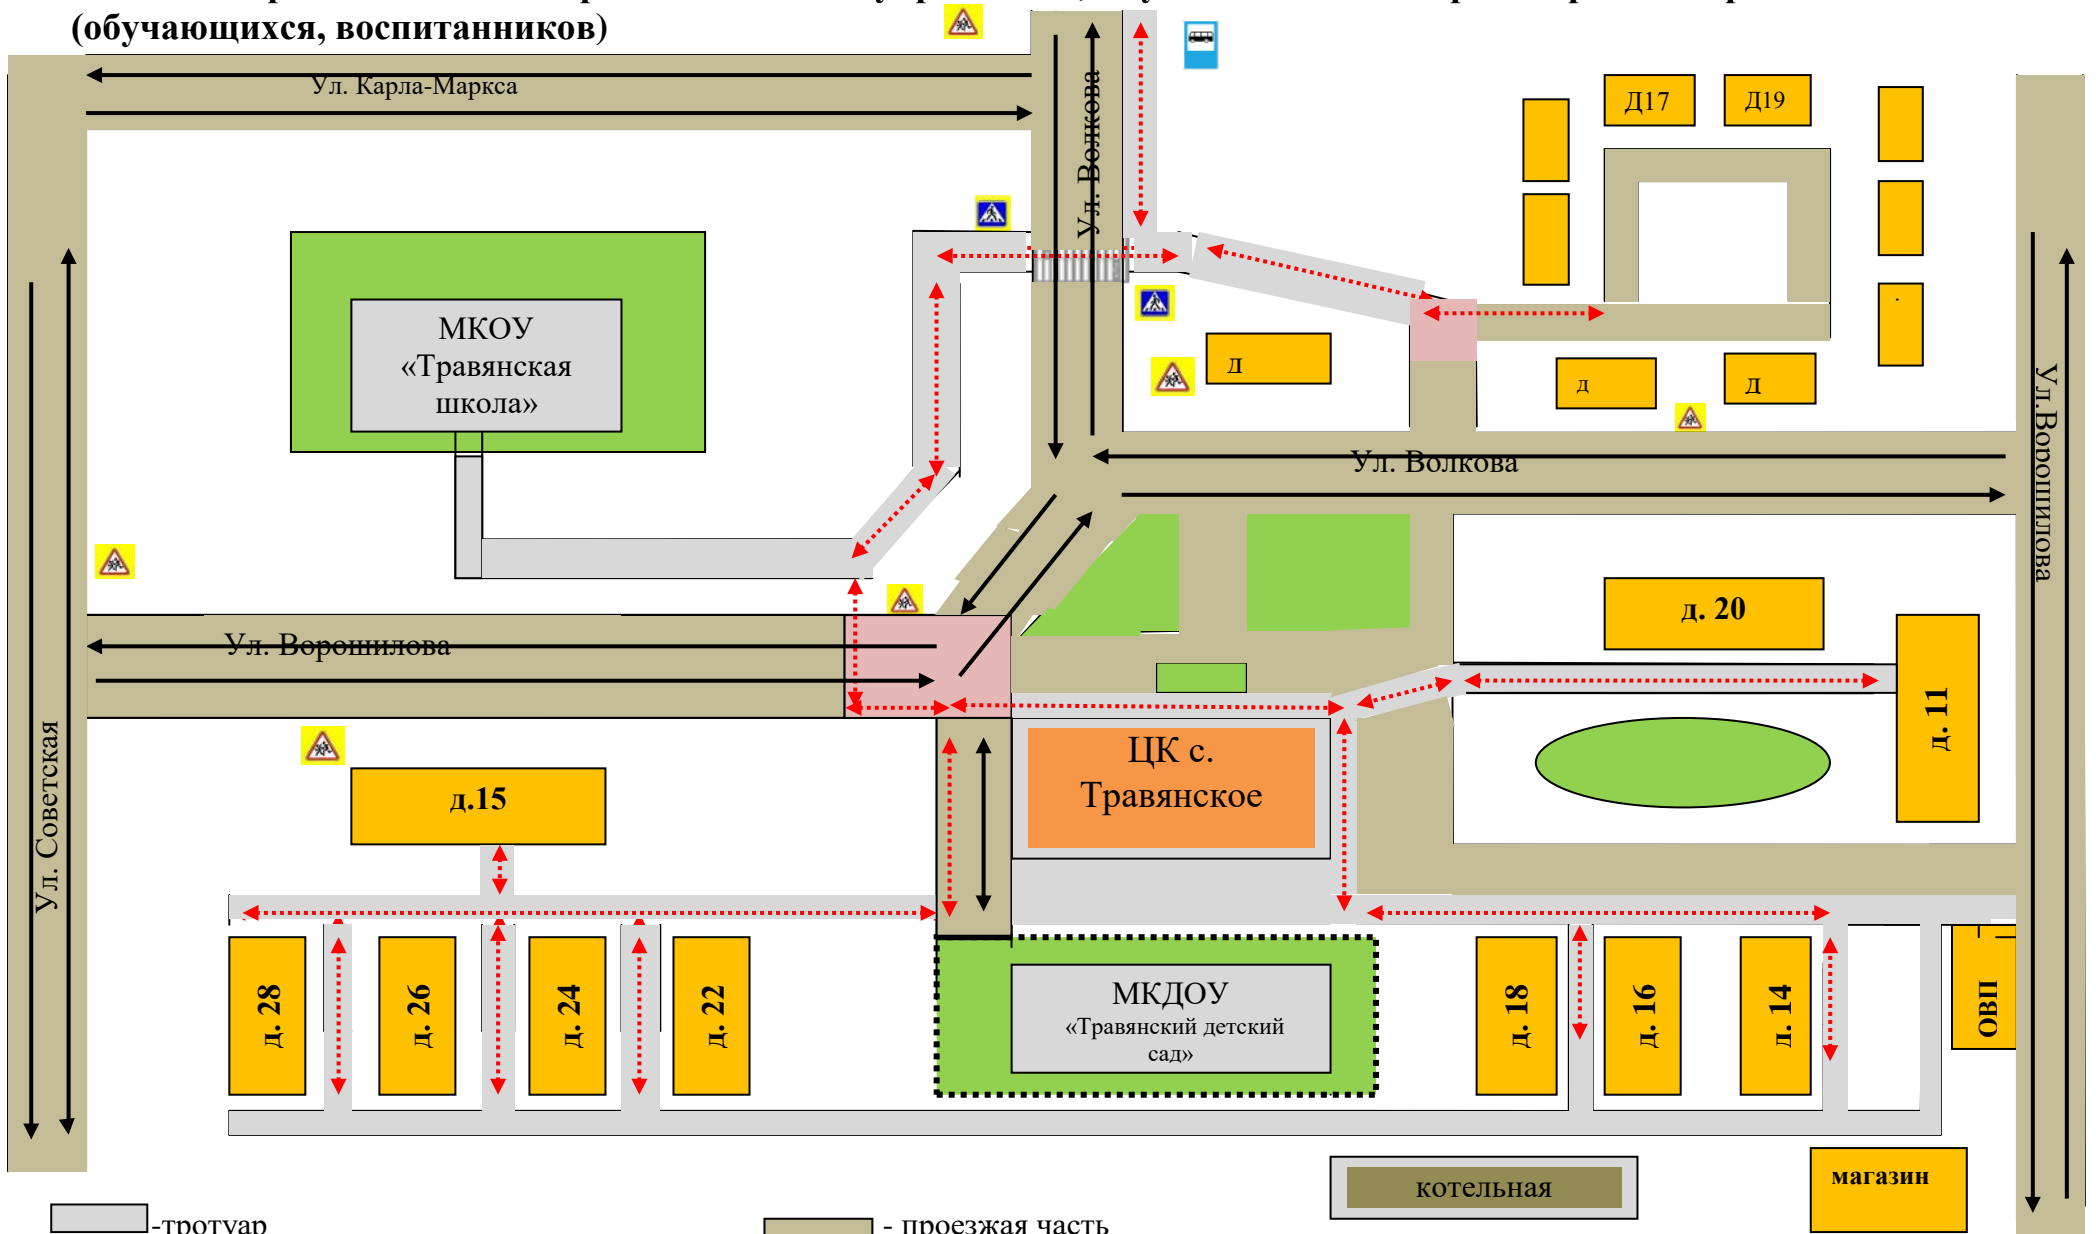 (обучающихся, воспитанников)
Ул. Карла-Маркса
Ул. Волкова
Д17
Д19
МКОУ
«Травянская
школа»
д
д
д
Ул. Волкова
Ул.Ворошилова
д. 20
Ул. Ворошилова
д. 11
ЦК с.
Травянское
д.15
Ул. Советская
д. 28
д. 26
д. 24
д. 22
МКДОУ
«Травянский детский
сад»
д. 18
д. 16
д. 14
ОВП
котельная
магазин
-тротуар
- проезжая часть